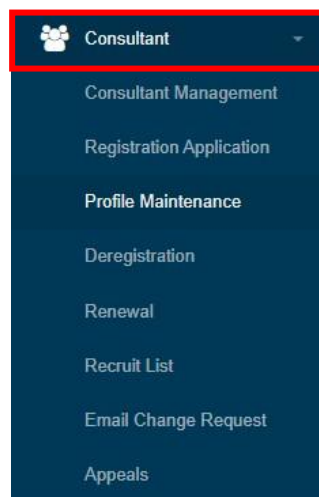 Consultant
Consultant Management
Registration Application
Profile Maintenance
Deregistration
Renewal
Recruit List
Email Change Request
Appeals